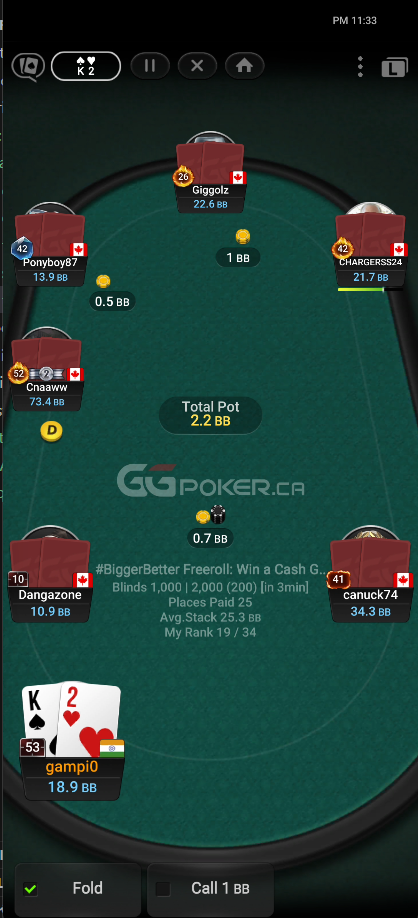 PM 11:33
K 2
L
26
Giggolz
22.6 BB
42
Ponyboy87
13.9 BB
42
CHARGERSS24
21.7 BB
1 BB
0.5 BB
52
2
Cnaaww
73.4 BB
D
Total Pot
2.2 BB
GGPOKER.CA
0.7 BB
#BiggerBetter Freeroll: Win a Cash G..
Blinds 1,000 | 2,000 (200) [in 3min]
Places Paid 25
Avg.Stack 25.3 BB
My Rank 19 / 34
10
Dangazone
10.9 BB
41
canuck74
34.3 BB
K
2
53
gampi0
18.9 BB
Fold
Call 1 BB